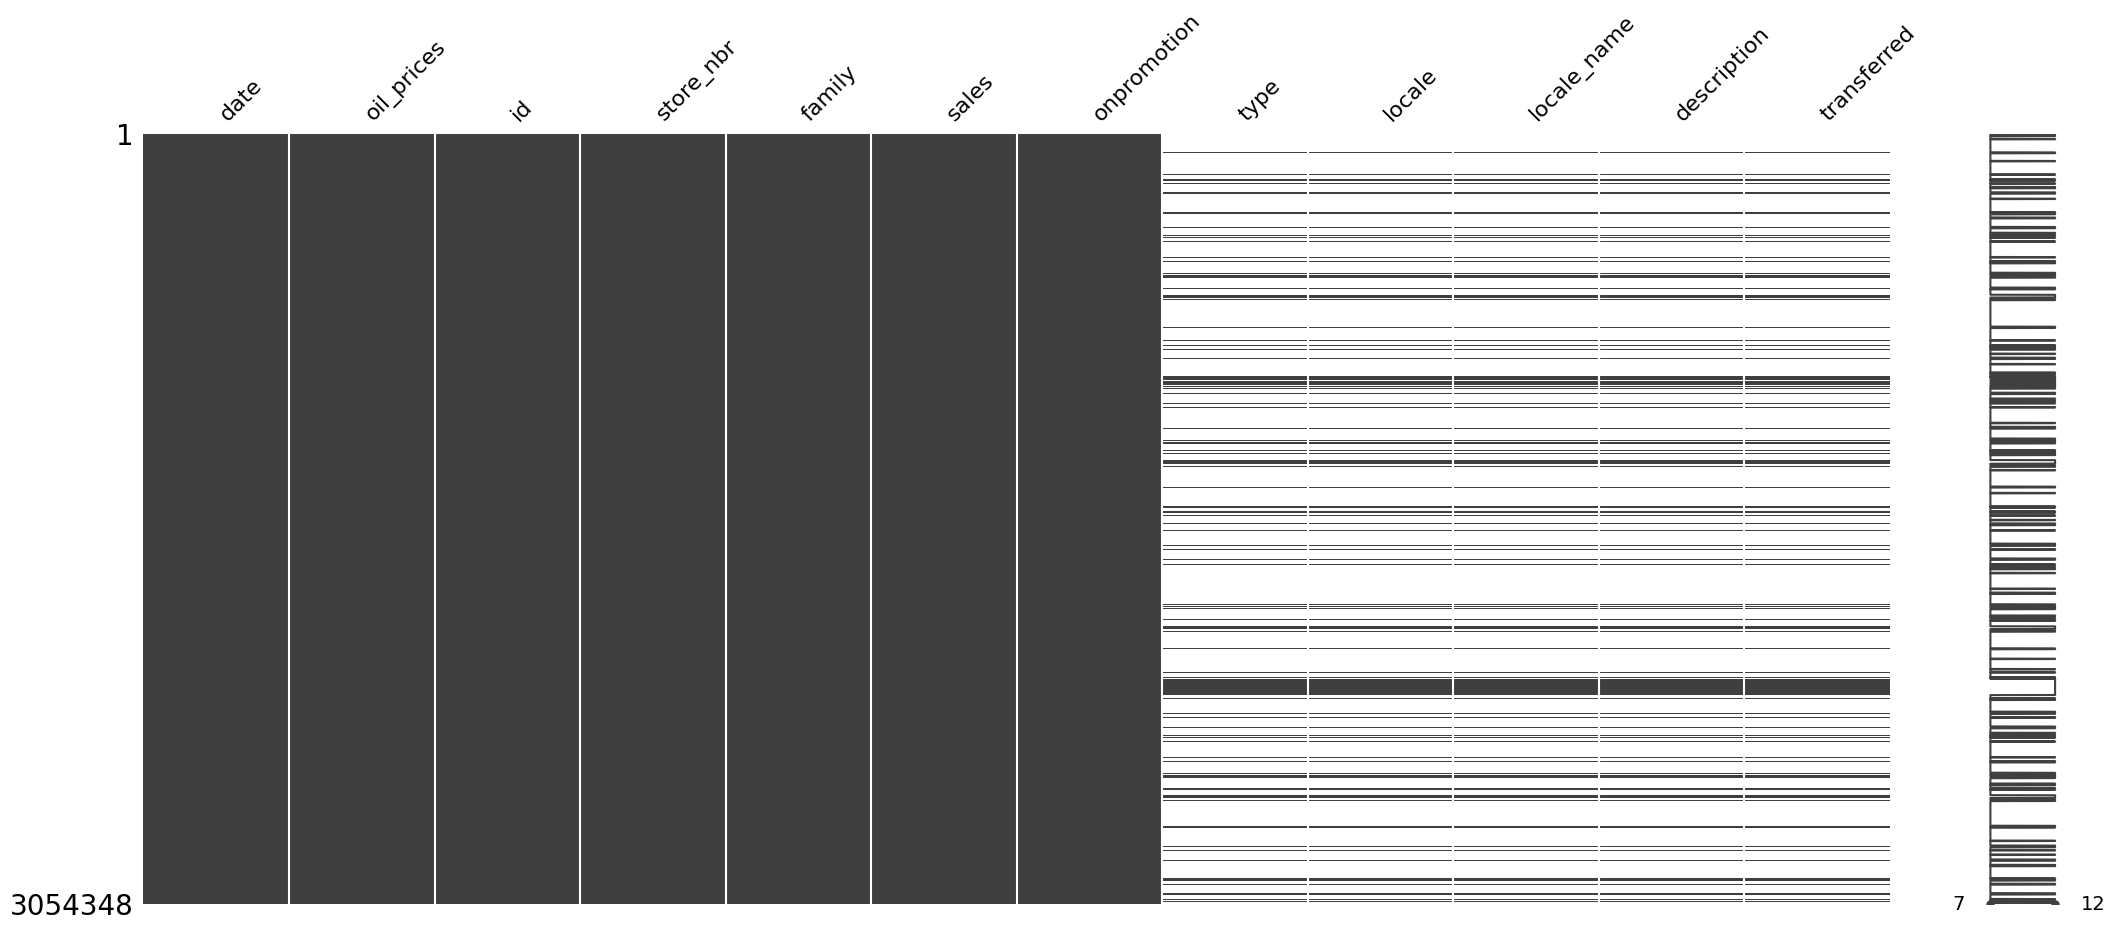 date
oil_prices
id
store_nbr
family
sales
onpromotion
type
locale
locale_name
description
transferred
1
3054348
7
12